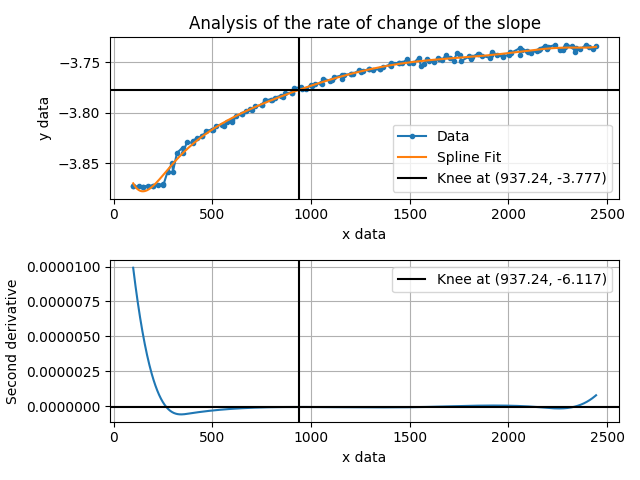 Analysis of the rate of change of the slope
−3.75
−3.80
−3.85
y data
Data
Spline Fit
Knee at (937.24, -3.777)
0 500 1000 1500 2000 2500
x data
Knee at (937.24, -6.117)
0.0000100
0.0000075
0.0000050
0.0000025
0.0000000
Second derivative
0 500 1000 1500 2000 2500
x data